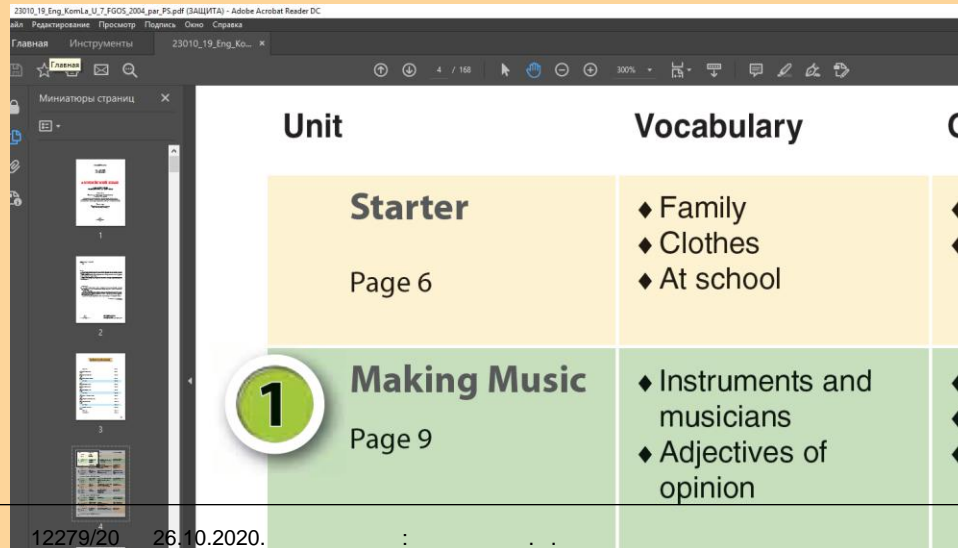 23010_19_Eng_KomLa_U_7_FGOS_2004_par_PS.pdf (ЗАЩИТА) - Adobe Acrobat Reader DC
Редактирование Просмотр Подпись Окно Справка
Главная Инструменты 23010_19_Eng_Ko... ×
Главная
4 / 168
300%
Миниатюры страниц ×
1
2
3
4
Unit
Vocabulary
Starter
Page 6
♦ Family
♦ Clothes
♦ At school
1
Making Music
Page 9
♦ Instruments and
musicians
♦ Adjectives of
opinion
12279/20 26.10.2020. : . .